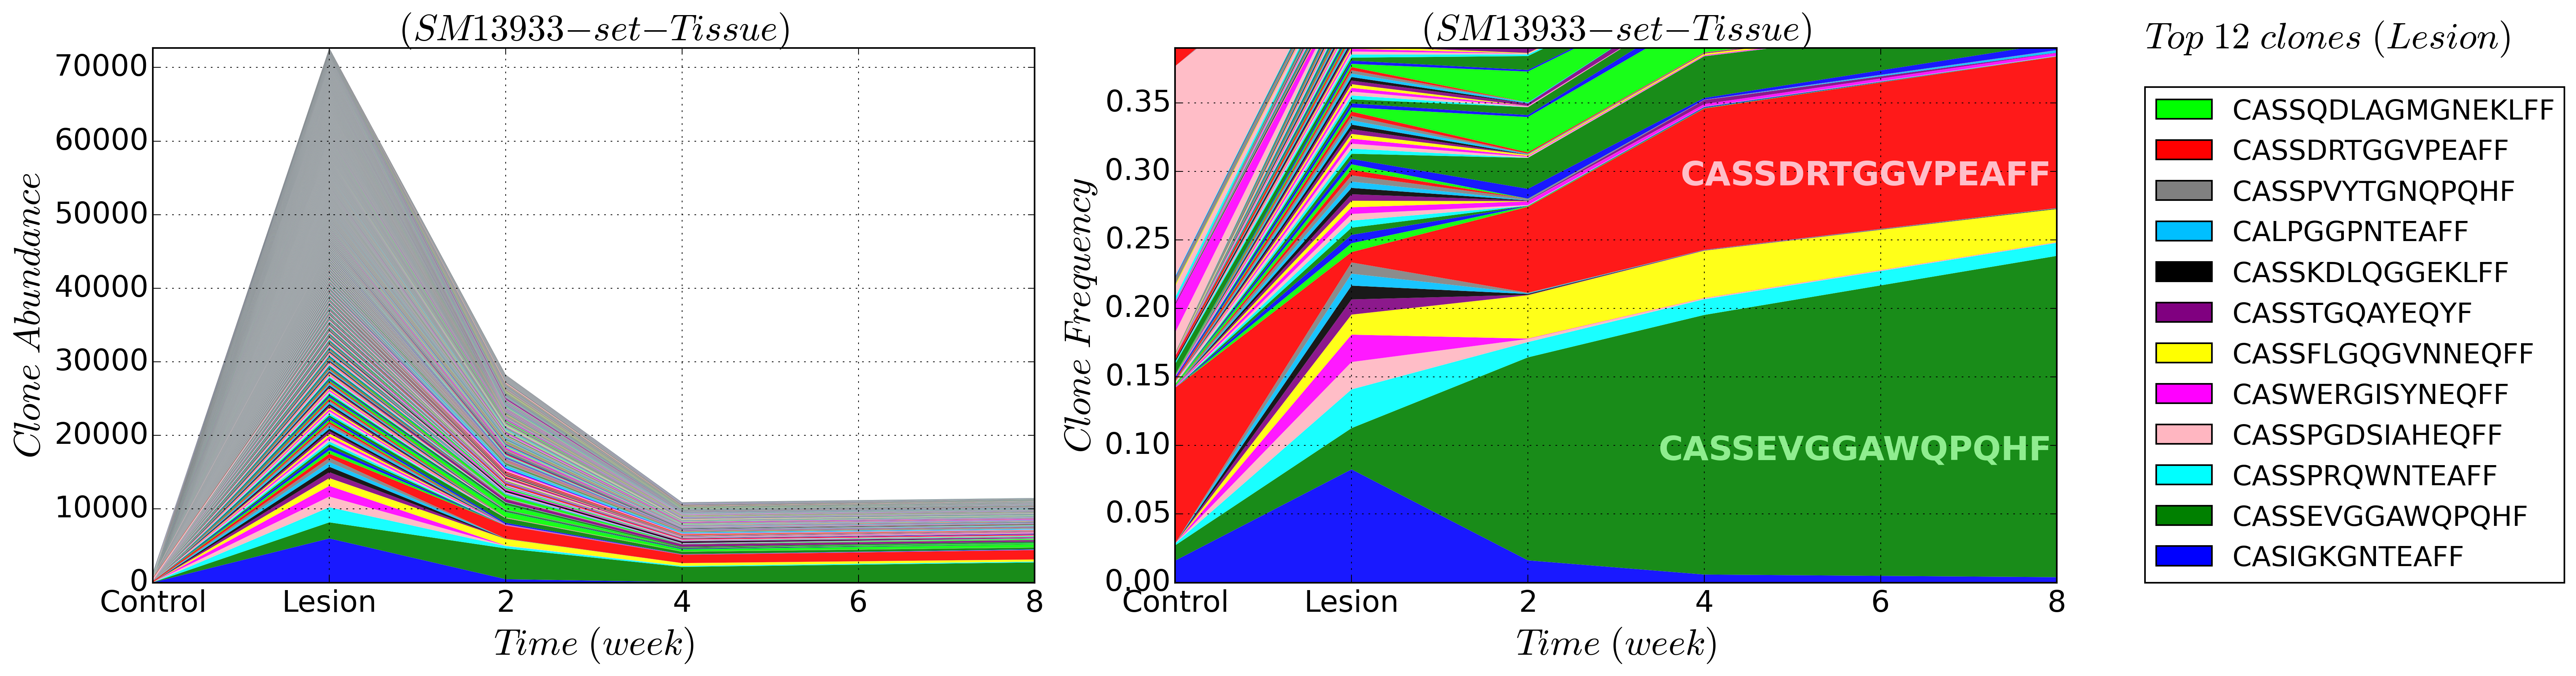 (SM13933−set−Tissue)
70000
60000
50000
40000
30000
20000
10000
0
Clone Abundance
Control Lesion 2 4 6 8
Time (week)
(SM13933−set−Tissue)
0.35
0.30
0.25
0.20
0.15
0.10
0.05
0.00
Clone Frequency
CASSDRTGGVPEAFF
CASSEVGGAWQPQHF
Control Lesion 2 4 6 8
Time (week)
Top 12 clones (Lesion)
CASSQDLAGMGNEKLFF
CASSDRTGGVPEAFF
CASSPVYTGNQPQHF
CALPGGPNTEAFF
CASSKDLQGGEKLFF
CASSTGQAYEQYF
CASSFLGQGVNNEQFF
CASWERGISYNEQFF
CASSPGDSIAHEQFF
CASSPRQWNTEAFF
CASSEVGGAWQPQHF
CASIGKGNTEAFF